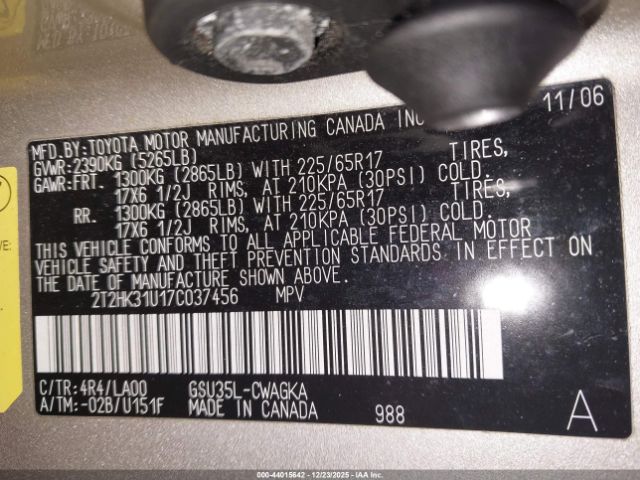 11/06
MFD.BY:TOYOTA MOTOR MANUFACTURING CANADA INC
GVWR:2390KG (5265LB)
GAWR:FRT. 1300KG (2865LB) WITH 225/65R17 TIRES,
17X6 1/2J RIMS, AT 210KPA (30PSI) COLD.
RR. 1300KG (2865LB) WITH 225/65R17 TIRES,
17X6 1/2J RIMS, AT 210KPA (30PSI) COLD.
THIS VEHICLE CONFORMS TO ALL APPLICABLE FEDERAL MOTOR
VEHICLE SAFETY AND THEFT PREVENTION STANDARDS IN EFFECT ON
THE DATE OF MANUFACTURE SHOWN ABOVE.
2T2HK31U17C037456 MPV
C/TR: 4R4/LA00 GSU35L-CWAGKA
A/TM:-02B/U151F MADE IN CANADA 988 A
000-44015642 - 12/23/2025 - IAAI.com